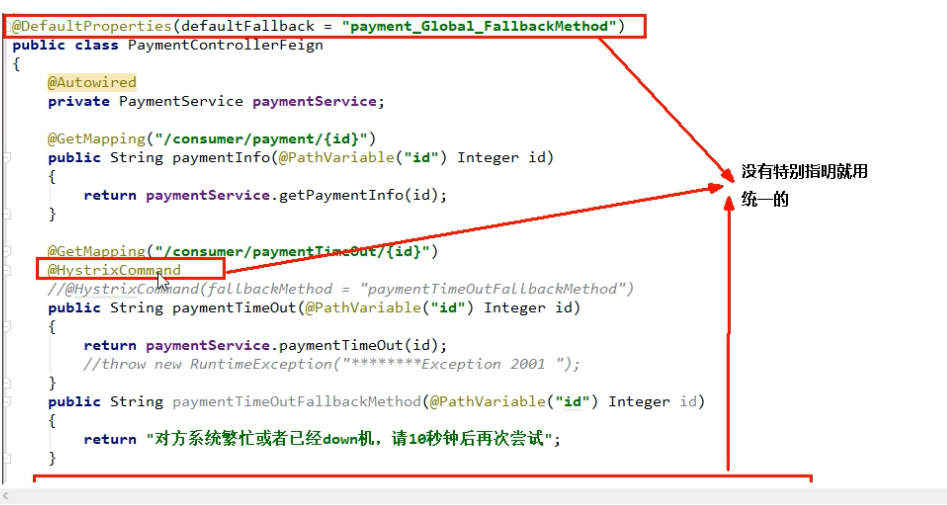 @DefaultProperties(defaultFallback = "payment_Global_FallbackMethod")
public class PaymentControllerFeign
{
@Autowired
private PaymentService paymentService;
@GetMapping("/consumer/payment/{id}")
public String paymentInfo(@PathVariable("id") Integer id)
{
return paymentService.getPaymentInfo(id);
}
没有特别指明就用
统一的
@GetMapping("/consumer/paymentTimeOut/{id}")
@HystrixCommand
//@HystrixCommand(fallbackMethod = "paymentTimeOutFallbackMethod")
public String paymentTimeOut(@PathVariable("id") Integer id)
{
return paymentService.paymentTimeOut(id);
//throw new RuntimeException("********Exception 2001 ");
}
public String paymentTimeOutFallbackMethod(@PathVariable("id") Integer id)
{
return "对方系统繁忙或者已经down机，请10秒钟后再次尝试";
}